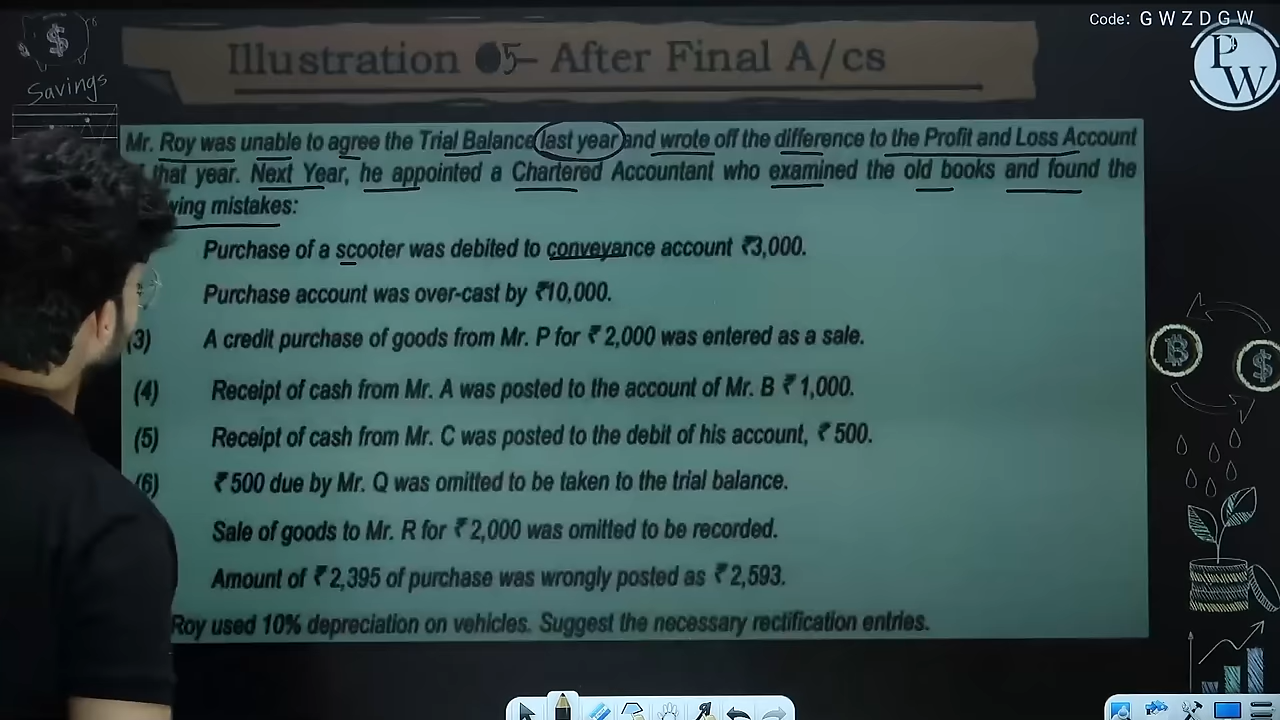 Code: G W Z D G W
Illustration 5- After Final A/cs
PW
Savings
Mr. Roy was unable to agree the Trial Balance last year and wrote off the difference to the Profit and Loss Account
that year. Next Year, he appointed a Chartered Accountant who examined the old books and found the
wing mistakes:
Purchase of a scooter was debited to conveyance account ₹3,000.
Purchase account was over-cast by ₹10,000.
(3) A credit purchase of goods from Mr. P for ₹ 2,000 was entered as a sale.
(4) Receipt of cash from Mr. A was posted to the account of Mr. B ₹ 1,000.
(5) Receipt of cash from Mr. C was posted to the debit of his account, ₹ 500.
(6) ₹ 500 due by Mr. Q was omitted to be taken to the trial balance.
Sale of goods to Mr. R for ₹ 2,000 was omitted to be recorded.
Amount of ₹ 2,395 of purchase was wrongly posted as ₹ 2,593.
Roy used 10% depreciation on vehicles. Suggest the necessary rectification entries.